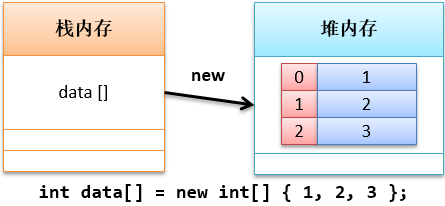 栈内存
堆内存
data []
new
0 1
1 2
2 3
int data[] = new int[] { 1, 2, 3 };